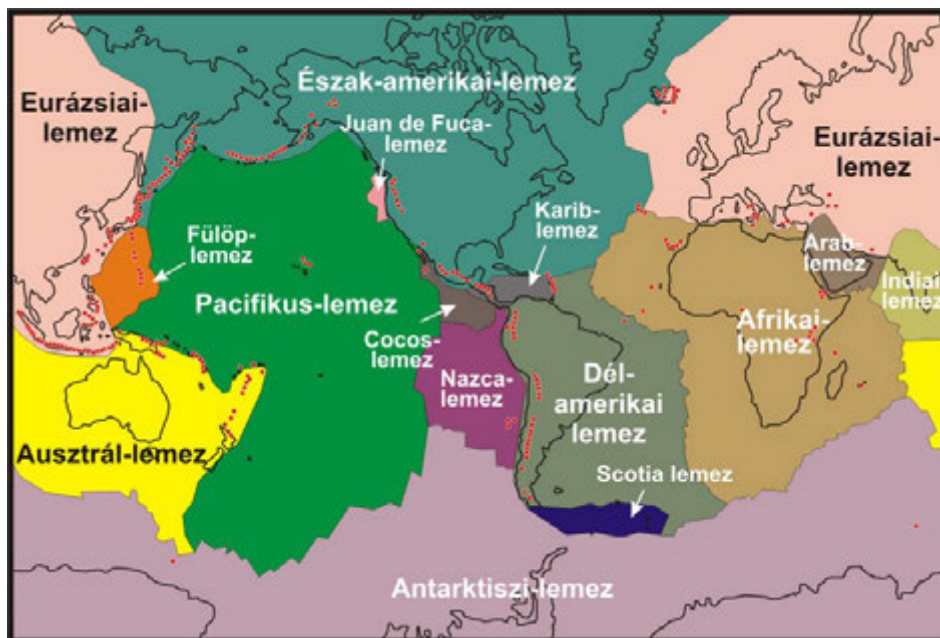 Észak-amerikai-lemez
Eurázsiai-
lemez
Juan de Fuca-
lemez
Eurázsiai-
lemez
Karib-
lemez
Fülöp-
lemez
Arab-
lemez
Indiai
lemez
Pacifikus-lemez
Cocos-
lemez
Afrikai-
lemez
Nazca-
lemez
Dél-
amerikai
lemez
Ausztrál-lemez
Scotia lemez
Antarktiszi-lemez